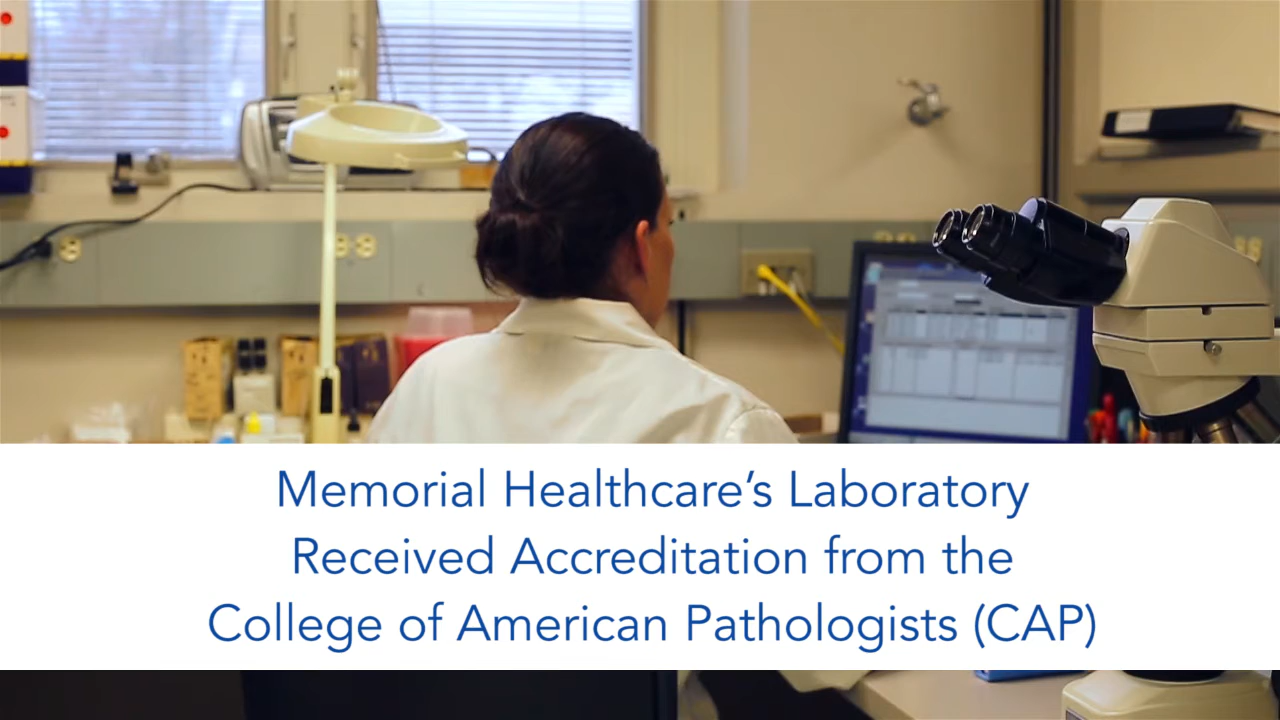 Memorial Healthcare’s Laboratory
Received Accreditation from the
College of American Pathologists (CAP)